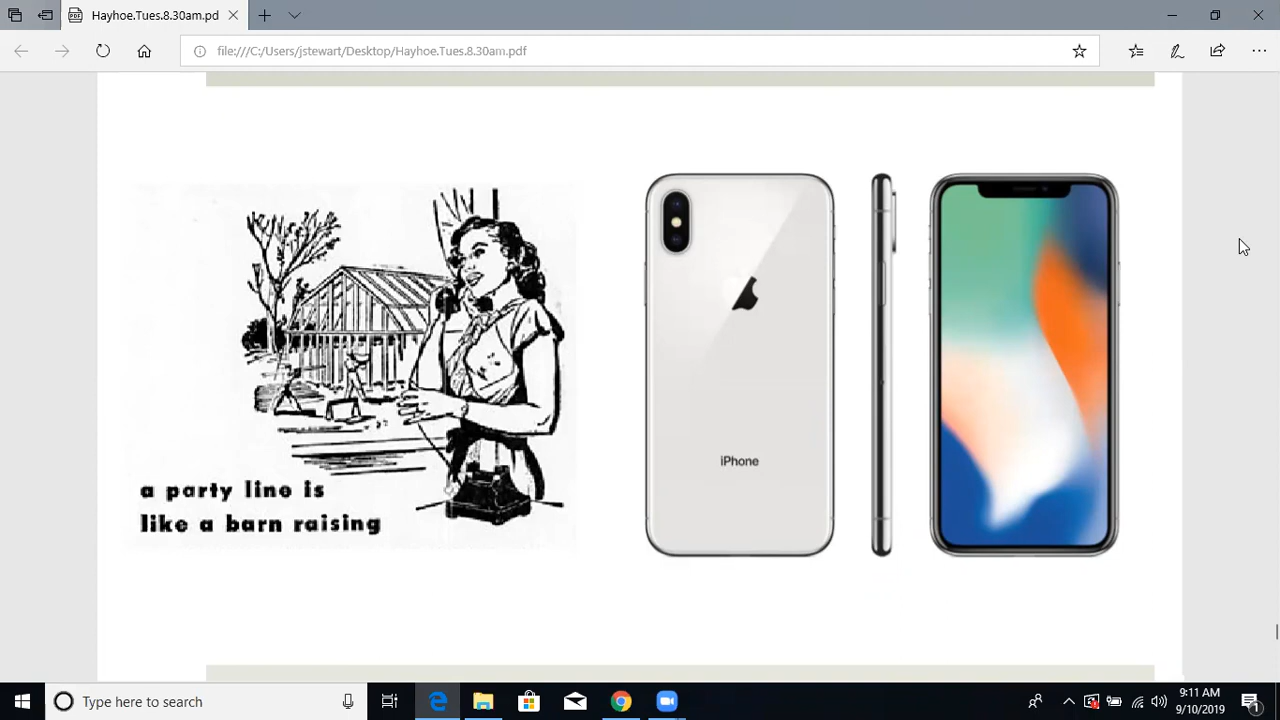 Hayhoe.Tues.8.30am.pd
file:///C:/Users/jstewart/Desktop/Hayhoe.Tues.8.30am.pdf
a party line is
like a barn raising
iPhone
Type here to search
9:11 AM
9/10/2019
1